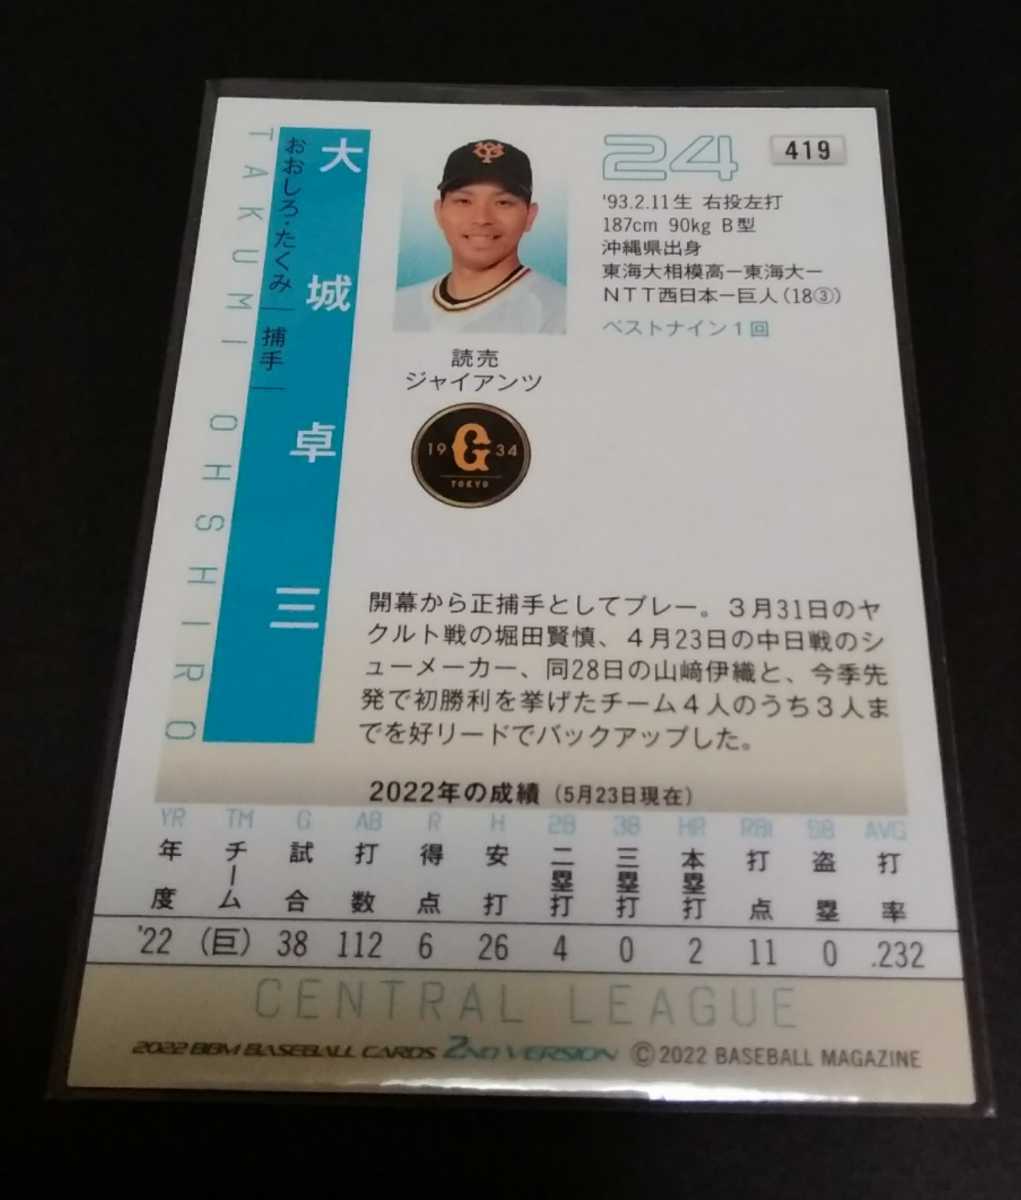 大城卓三
おおしろ・たくみ
捕手
TAKUMI OHSHIRO
24
419
'93.2.11生 右投左打
187cm 90kg B型
沖縄県出身
東海大相模高ー東海大ー
NTT西日本ー巨人(18③)
ベストナイン1回
読売
ジャイアンツ
19 G 34
TOKYO
開幕から正捕手としてプレー。3月31日のヤ
クルト戦の堀田賢慎、4月23日の中日戦のシ
ューメーカー、同28日の山﨑伊織と、今季先
発で初勝利を挙げたチーム4人のうち3人ま
でを好リードでバックアップした。
2022年の成績(5月23日現在)
YR TM G AB R H 2B 3B HR RBI SB AVG
年度 チーム 試合 打数 得点 安打 二塁打 三塁打 本塁打 打点 盗塁 打率
'22 (巨) 38 112 6 26 4 0 2 11 0 .232
CENTRAL LEAGUE
2022 BBM BASEBALL CARDS 2ND VERSION ©2022 BASEBALL MAGAZINE